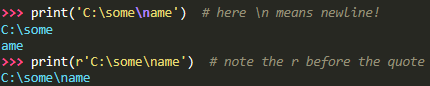 >>> print('C:\some\name')  # here \n means newline!
C:\some
ame
>>> print(r'C:\some\name')  # note the r before the quote
C:\some\name